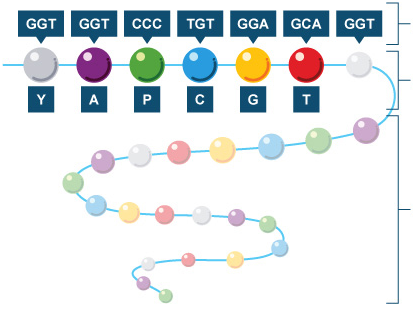 GGT GGT CCC TGT GGA GCA GGT
Y A P C G T